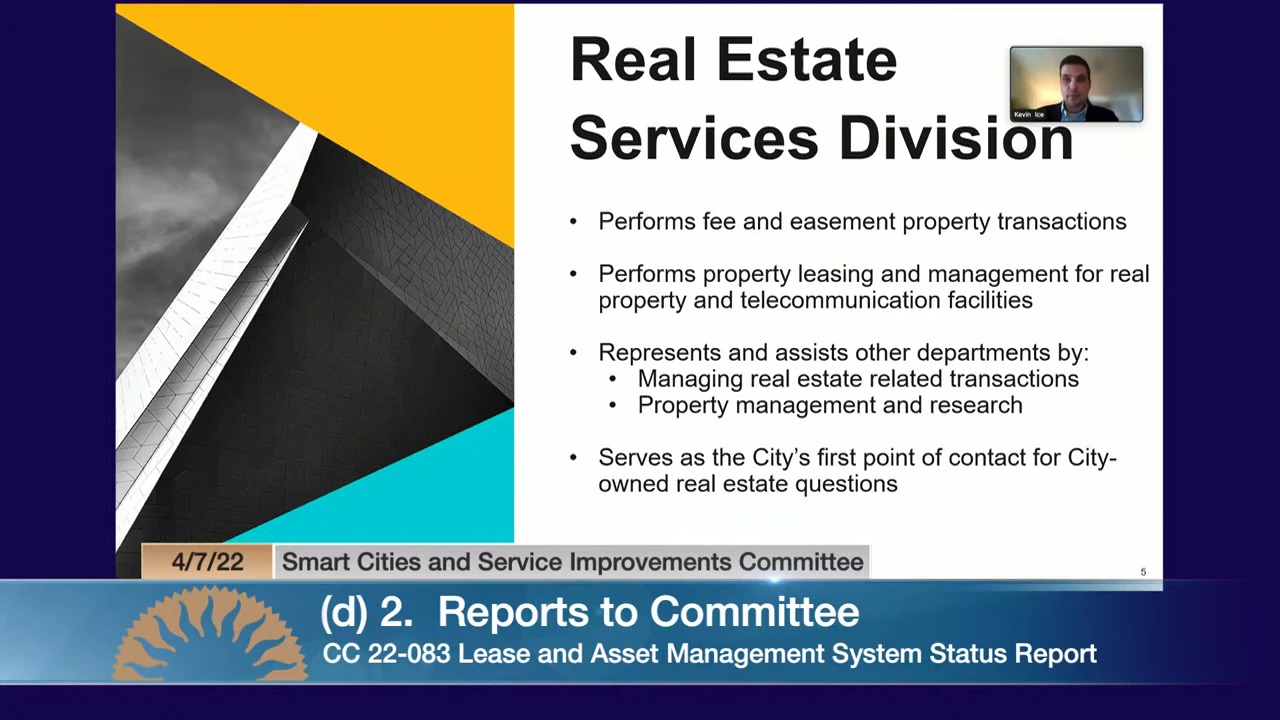 Real Estate
Services Division
Kevin Ice
• Performs fee and easement property transactions
• Performs property leasing and management for real
property and telecommunication facilities
• Represents and assists other departments by:
• Managing real estate related transactions
• Property management and research
• Serves as the City's first point of contact for City-
owned real estate questions
5
4/7/22 Smart Cities and Service Improvements Committee
(d) 2. Reports to Committee
CC 22-083 Lease and Asset Management System Status Report